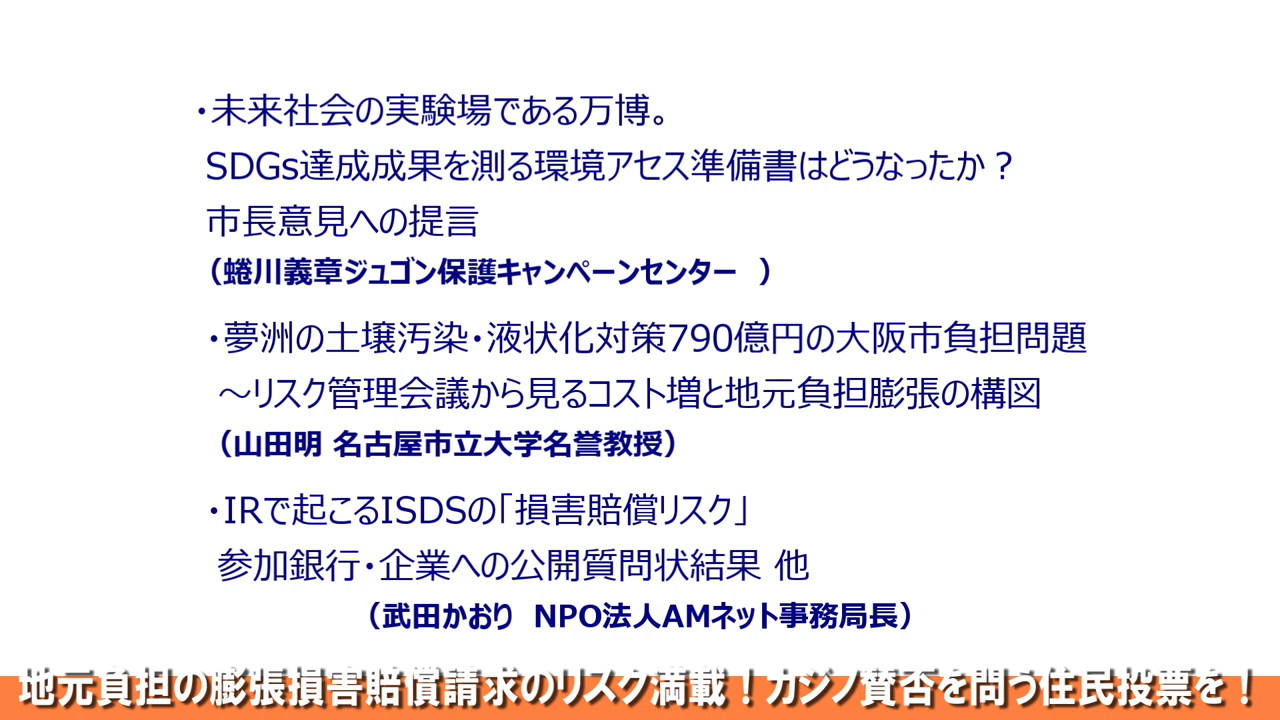 ・未来社会の実験場である万博。
SDGs達成成果を測る環境アセス準備書はどうなったか？
市長意見への提言
（蜷川義章ジュゴン保護キャンペーンセンター　）
・夢洲の土壌汚染・液状化対策790億円の大阪市負担問題
～リスク管理会議から見るコスト増と地元負担膨張の構図
（山田明 名古屋市立大学名誉教授）
・IRで起こるISDSの「損害賠償リスク」
参加銀行・企業への公開質問状結果 他
（武田かおり　NPO法人AMネット事務局長）
地元負担の膨張損害賠償請求のリスク満載！カジノ賛否を問う住民投票を！